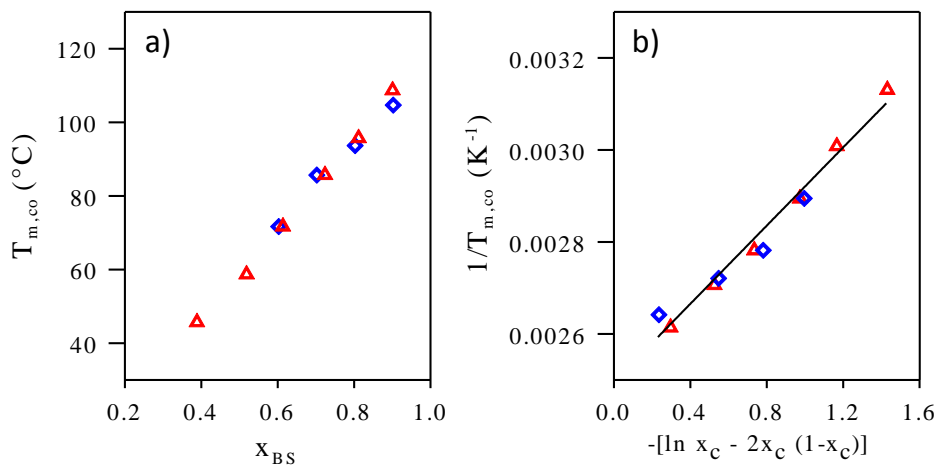 a)
120
100
80
60
40
T m,co (°C)
0.2 0.4 0.6 0.8 1.0
x BS
b)
0.0032
0.0030
0.0028
0.0026
1/T m,co (K -1)
0.0 0.4 0.8 1.2 1.6
-[ln x c - 2x c (1-x c)]